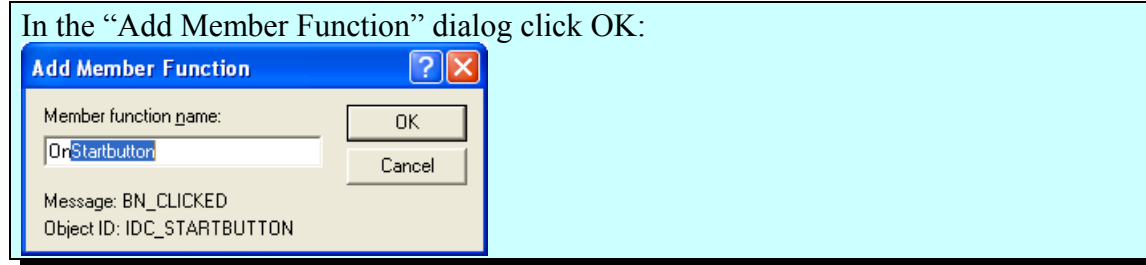 In the “Add Member Function” dialog click OK:
Add Member Function
Member function name:
OnStartbutton
OK
Cancel
Message: BN_CLICKED
Object ID: IDC_STARTBUTTON